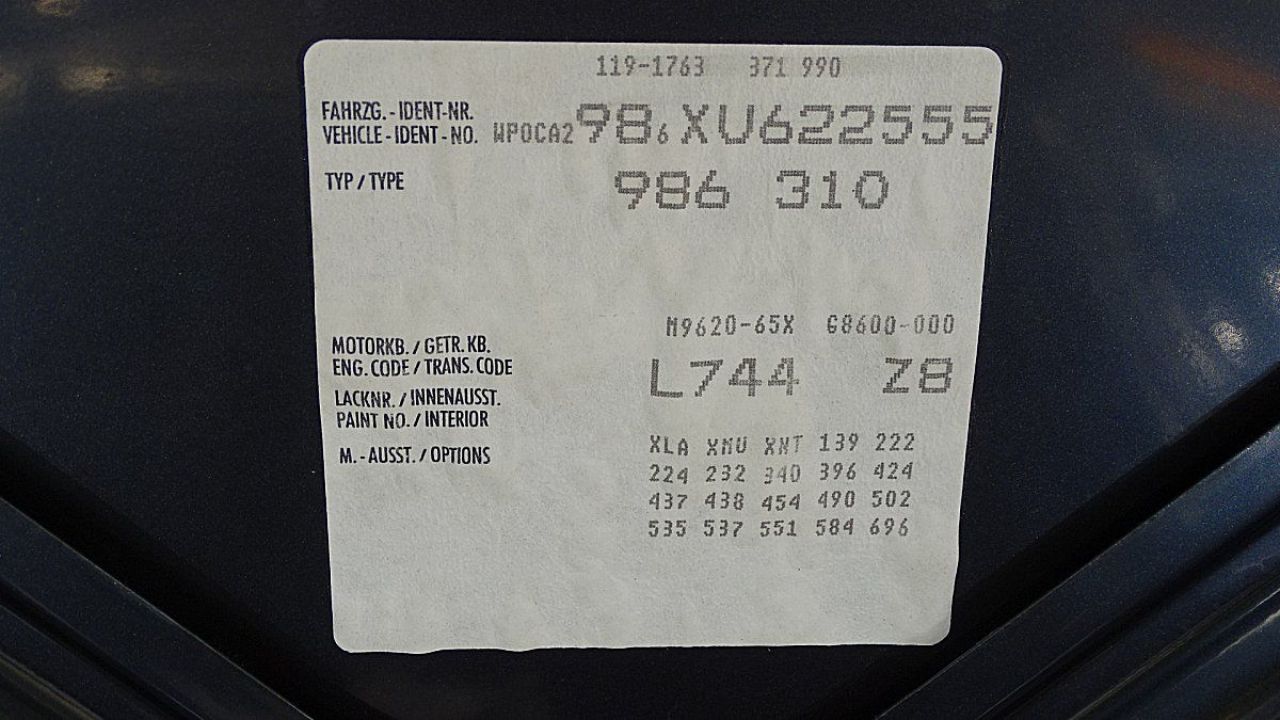 119-1763 371 990
FAHRZG. - IDENT-NR.
VEHICLE - IDENT - NO. WP0CA2986XU622555
TYP / TYPE 986 310
M9620-65X G8600-000
MOTORKB. / GETR. KB.
ENG. CODE / TRANS. CODE
L744 Z8
LACKNR. / INNENAUSST.
PAINT NO. / INTERIOR
M. - AUSST. / OPTIONS
XLA XMU XNT 139 222
224 232 340 396 424
437 438 454 490 502
535 537 551 584 696